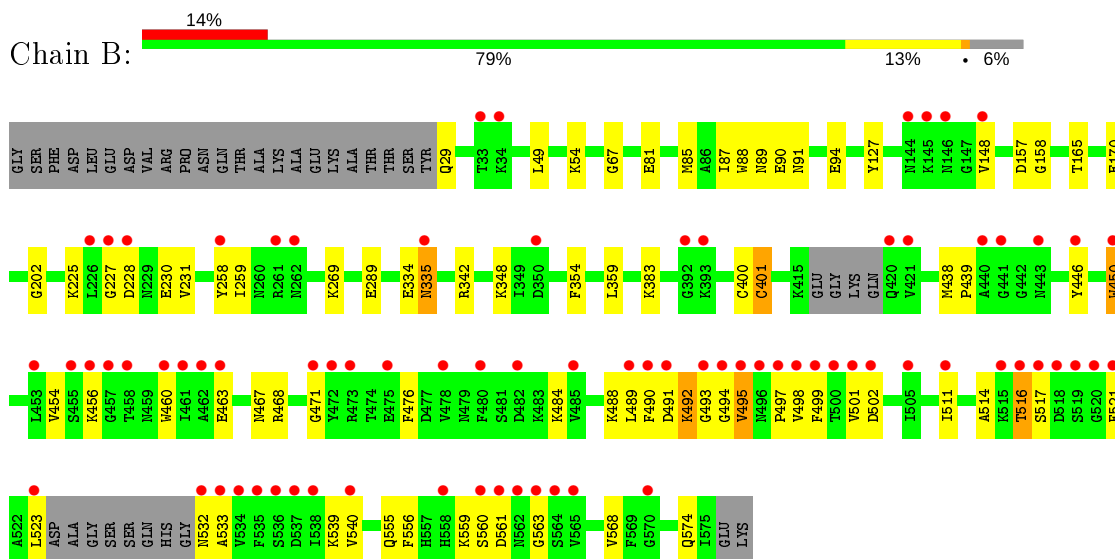 14%
Chain B:
79% 13% • 6%
GLY SER PHE ASP LEU GLU ASP VAL ARG PRO ASN GLN THR ALA LYS ALA GLU LYS ALA THR THR SER TYR Q29 T33 K34 L49 K54 G67 E81 M85 A86 I87 W88 N89 E90 N91 E94 Y127 N144 K145 N146 G147 V148 D157 G158 T165 E170
G202 K225 L226 G227 D228 N229 E230 V231 Y258 I259 N260 R261 N262 K269 E289 E334 N335 R342 K348 I349 D350 F354 L359 K383 G392 K393 C400 C401 K415 GLU GLY LYS GLN Q420 V421 M438 P439 A440 G441 G442 N443 Y446 W450
L453 V454 S455 K456 G457 T458 N459 W460 I461 A462 E463 N467 R468 G471 Y472 R473 T474 E475 F476 D477 V478 N479 F480 S481 D482 K483 K484 V485 K488 L489 F490 D491 K492 G493 G494 V495 N496 P497 V498 F499 T500 V501 D502 I505 I511 A514 K515 T516 S517 D518 S519 G520 E521
A522 L523 ASP ALA GLY SER SER GLN HIS GLY N532 A533 V534 F535 S536 D537 I538 K539 V540 Q555 F556 H557 H558 K559 S560 D561 N562 G563 S564 V565 V568 F569 G570 Q574 I575 GLU LYS